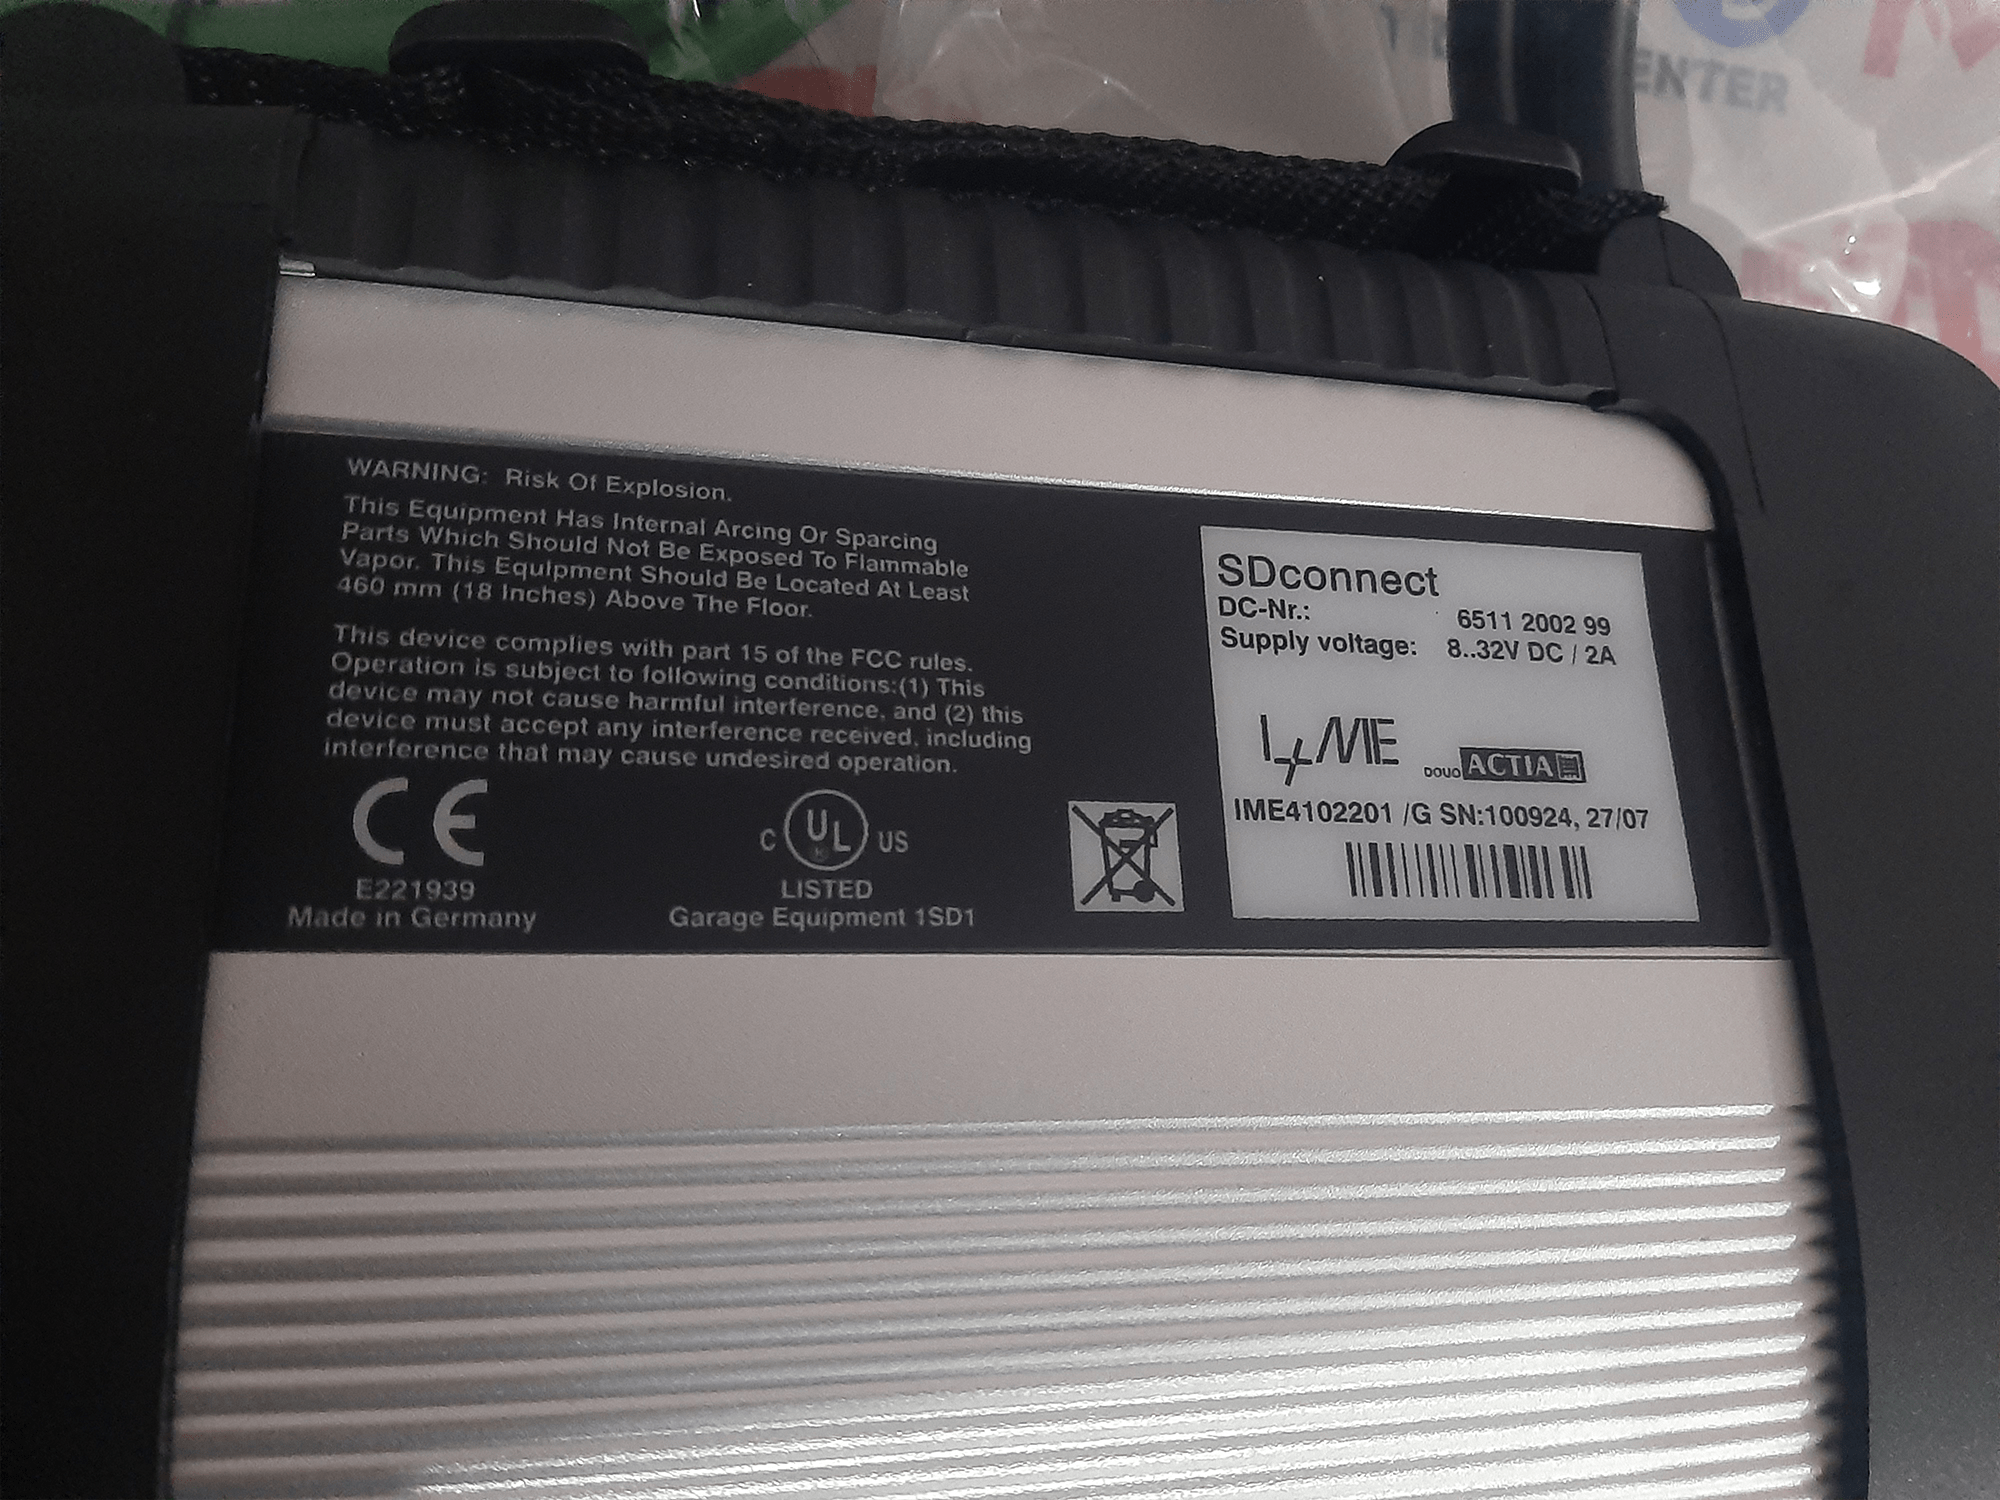 ENTER
WARNING: Risk Of Explosion.
This Equipment Has Internal Arcing Or Sparcing
Parts Which Should Not Be Exposed To Flammable
Vapor. This Equipment Should Be Located At Least
460 mm (18 Inches) Above The Floor.
This device complies with part 15 of the FCC rules.
Operation is subject to following conditions:(1) This
device may not cause harmful interference, and (2) this
device must accept any interference received, including
interference that may cause undesired operation.
CE
E221939
Made in Germany
C UL US
LISTED
Garage Equipment 1SD1
SDconnect
DC-Nr.: 6511 2002 99
Supply voltage: 8..32V DC / 2A
I+ME ACTIA
IME4102201 /G SN:100924, 27/07